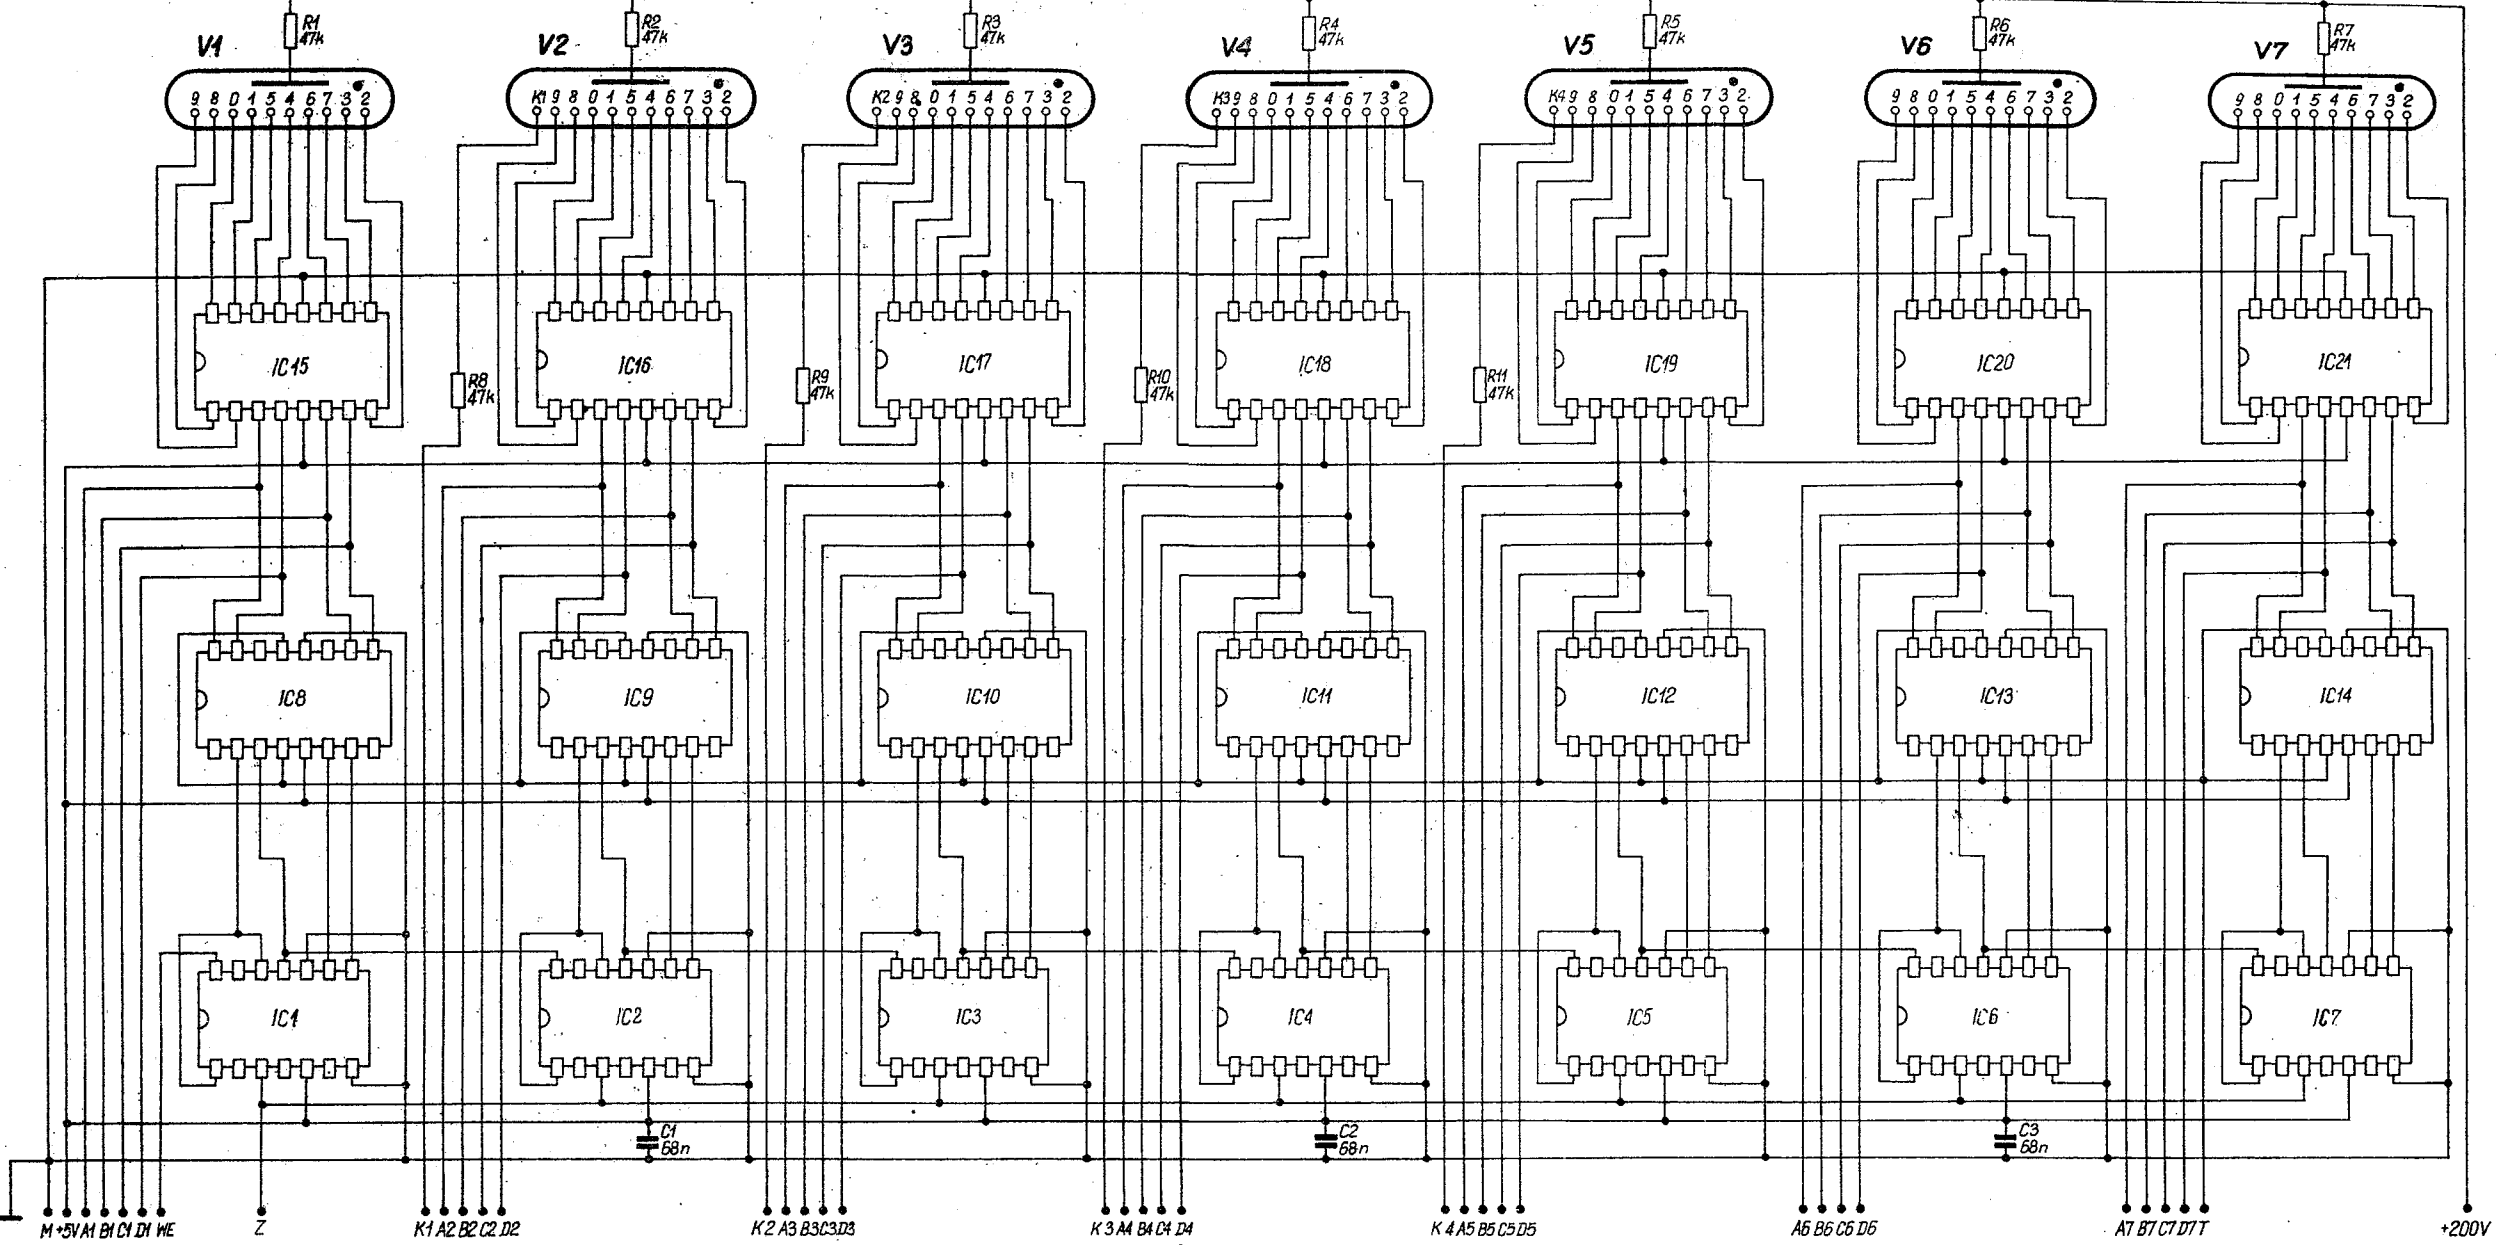 R1
47k
R2
47k
R3
47k
R4
47k
R5
47k
R6
47k
R7
47k
V1
V2
V3
V4
V5
V6
V7
9 8 0 1 5 4 6 7 3 2
K1 9 8 0 1 5 4 6 7 3 2
K2 9 8 0 1 5 4 6 7 3 2
K3 9 8 0 1 5 4 6 7 3 2
K4 9 8 0 1 5 4 6 7 3 2
9 8 0 1 5 4 6 7 3 2
9 8 0 1 5 4 6 7 3 2
IC15
IC16
IC17
IC18
IC19
IC20
IC21
R8
47k
R9
47k
R10
47k
R11
47k
IC8
IC9
IC10
IC11
IC12
IC13
IC14
IC1
IC2
IC3
IC4
IC5
IC6
IC7
C1
68n
C2
68n
C3
68n
M +5V A1 B1 C1 D1 WE
Z
K1 A2 B2 C2 D2
K2 A3 B3 C3 D3
K3 A4 B4 C4 D4
K4 A5 B5 C5 D5
A6 B6 C6 D6
A7 B7 C7 D7 T
+200V